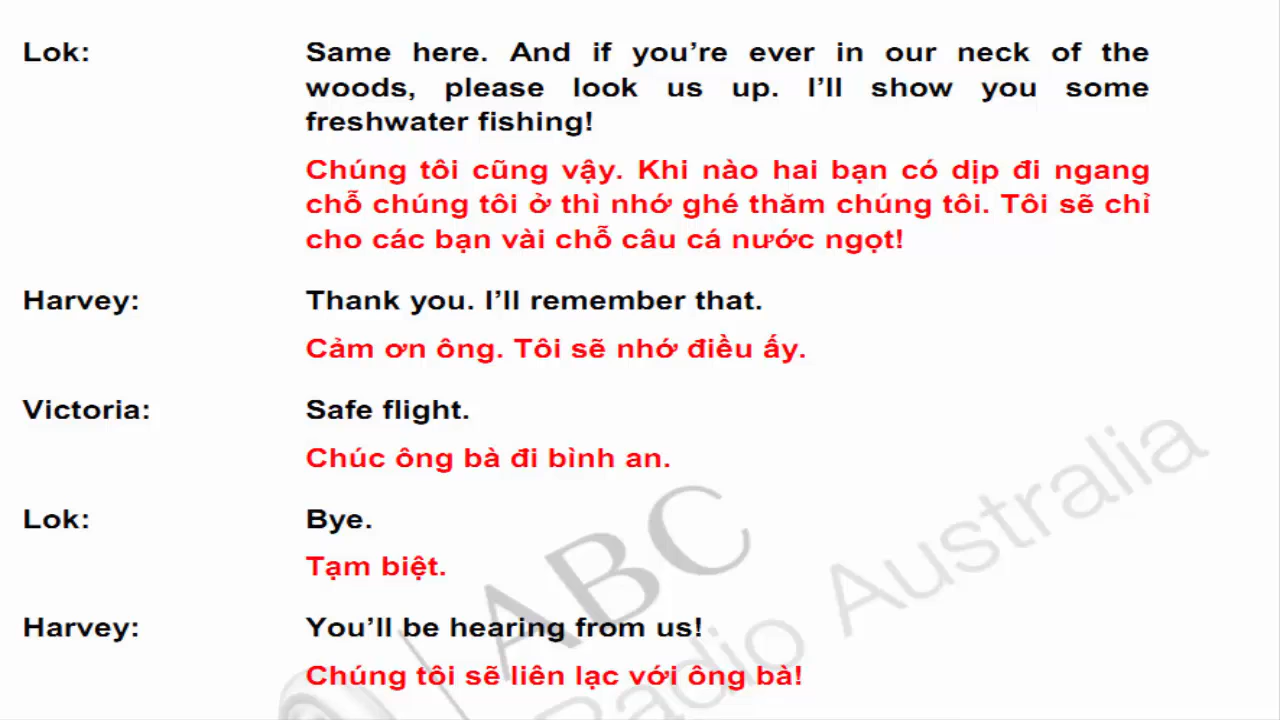 Lok: Same here. And if you’re ever in our neck of the
woods, please look us up. I’ll show you some
freshwater fishing!
Chúng tôi cũng vậy. Khi nào hai bạn có dịp đi ngang
chỗ chúng tôi ở thì nhớ ghé thăm chúng tôi. Tôi sẽ chỉ
cho các bạn vài chỗ câu cá nước ngọt!
Harvey: Thank you. I’ll remember that.
Cảm ơn ông. Tôi sẽ nhớ điều ấy.
Victoria: Safe flight.
Chúc ông bà đi bình an.
Lok: Bye.
Tạm biệt.
Harvey: You’ll be hearing from us!
Chúng tôi sẽ liên lạc với ông bà!
ABC
Radio Australia